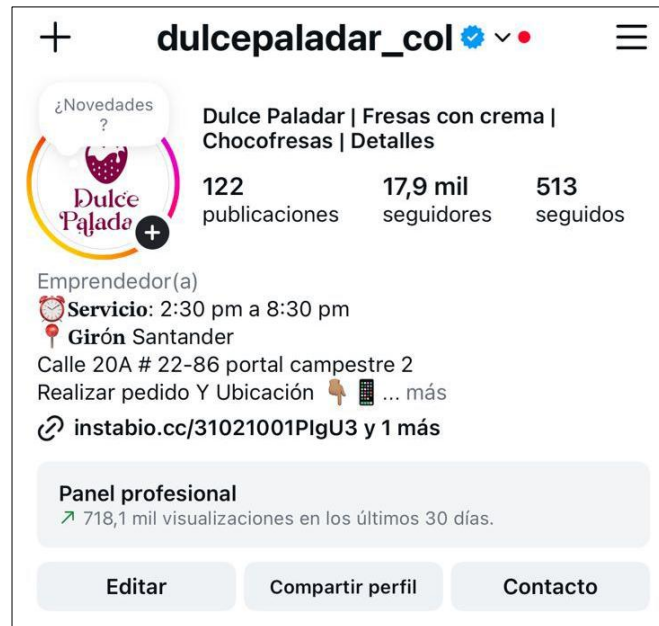 dulcepaladar_col
¿Novedades
?
Dulce
Palada
Dulce Paladar | Fresas con crema |
Chocofresas | Detalles
122 17,9 mil 513
publicaciones seguidores seguidos
Emprendedor(a)
Servicio: 2:30 pm a 8:30 pm
Girón Santander
Calle 20A # 22-86 portal campestre 2
Realizar pedido Y Ubicación ... más
instabio.cc/31021001PIgU3 y 1 más
Panel profesional
718,1 mil visualizaciones en los últimos 30 días.
Editar Compartir perfil Contacto